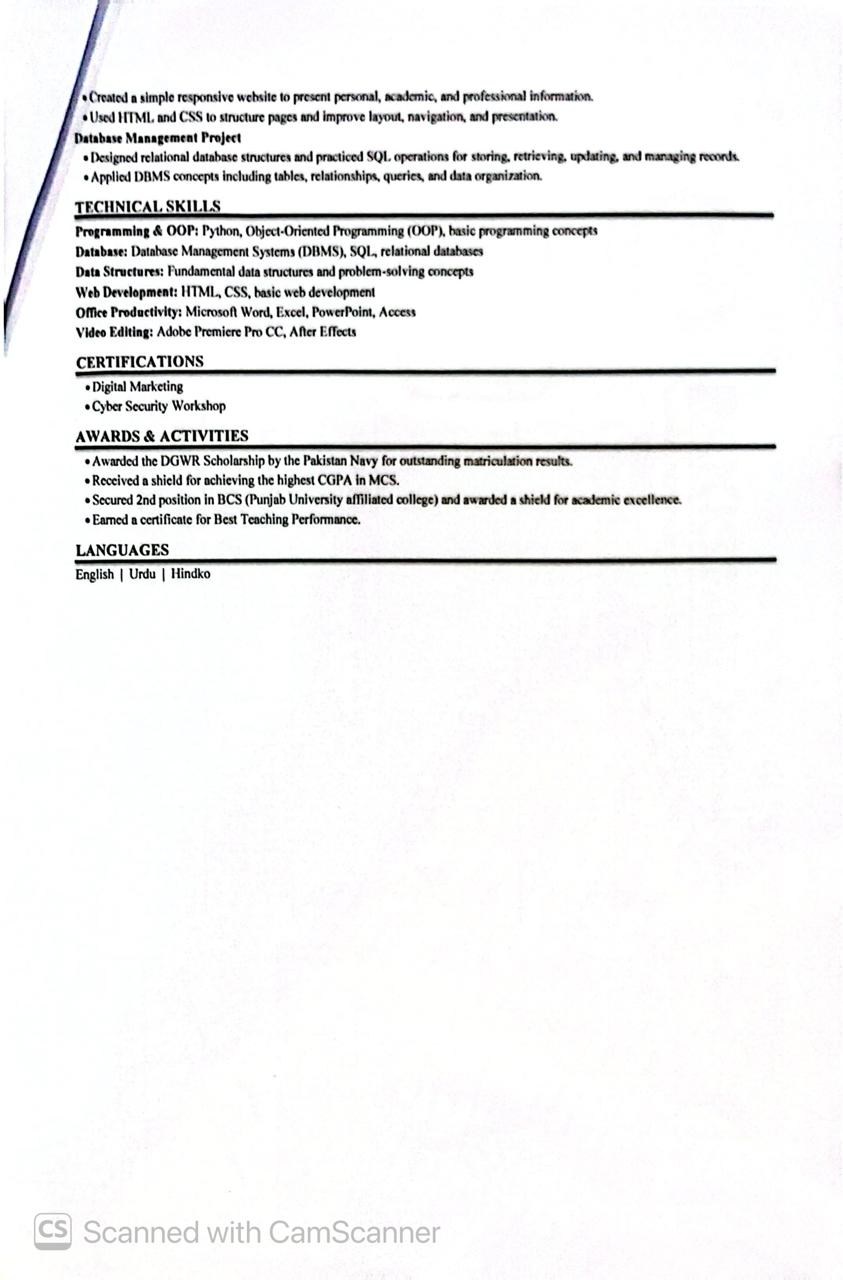 • Created a simple responsive website to present personal, academic, and professional information.
• Used HTML and CSS to structure pages and improve layout, navigation, and presentation.
Database Management Project
• Designed relational database structures and practiced SQL operations for storing, retrieving, updating, and managing records.
• Applied DBMS concepts including tables, relationships, queries, and data organization.
TECHNICAL SKILLS
Programming & OOP: Python, Object-Oriented Programming (OOP), basic programming concepts
Database: Database Management Systems (DBMS), SQL, relational databases
Data Structures: Fundamental data structures and problem-solving concepts
Web Development: HTML, CSS, basic web development
Office Productivity: Microsoft Word, Excel, PowerPoint, Access
Video Editing: Adobe Premiere Pro CC, After Effects
CERTIFICATIONS
• Digital Marketing
• Cyber Security Workshop
AWARDS & ACTIVITIES
• Awarded the DGWR Scholarship by the Pakistan Navy for outstanding matriculation results.
• Received a shield for achieving the highest CGPA in MCS.
• Secured 2nd position in BCS (Punjab University affiliated college) and awarded a shield for academic excellence.
• Earned a certificate for Best Teaching Performance.
LANGUAGES
English | Urdu | Hindko
CS Scanned with CamScanner